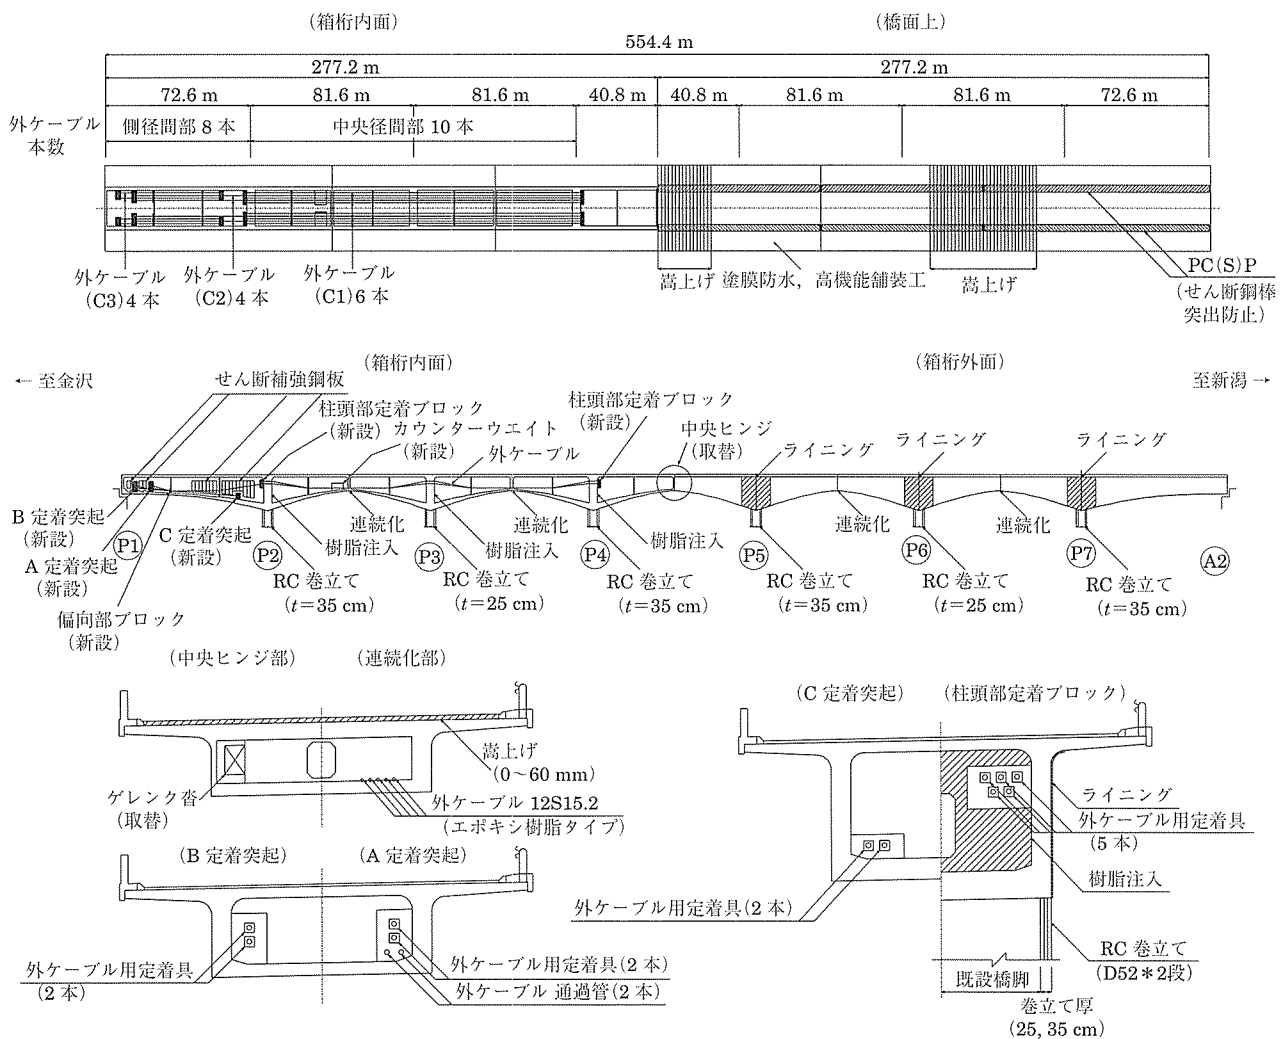 (箱桁内面)
(橋面上)
554.4 m
277.2 m
277.2 m
72.6 m
81.6 m
81.6 m
40.8 m
40.8 m
81.6 m
81.6 m
72.6 m
外ケーブル
本数
側径間部 8 本
中央径間部 10 本
外ケーブル
(C3)4 本
外ケーブル
(C2)4 本
外ケーブル
(C1)6 本
嵩上げ
塗膜防水，高機能舗装工
嵩上げ
PC(S)P
(せん断鋼棒
突出防止)
(箱桁内面)
(箱桁外面)
← 至金沢
至新潟 →
せん断補強鋼板
柱頭部定着ブロック
(新設)
カウンターウエイト
(新設)
外ケーブル
柱頭部定着ブロック
(新設)
中央ヒンジ
(取替)
ライニング
ライニング
ライニング
B 定着突起
(新設)
A 定着突起
(新設)
偏向部ブロック
(新設)
C 定着突起
(新設)
連続化
樹脂注入
連続化
樹脂注入
樹脂注入
連続化
連続化
P1
P2
P3
P4
P5
P6
P7
A2
RC 巻立て
(t=35 cm)
RC 巻立て
(t=25 cm)
RC 巻立て
(t=35 cm)
RC 巻立て
(t=35 cm)
RC 巻立て
(t=25 cm)
RC 巻立て
(t=35 cm)
(中央ヒンジ部)
(連続化部)
嵩上げ
(0～60 mm)
ゲレンク沓
(取替)
外ケーブル 12S15.2
(エポキシ樹脂タイプ)
(B 定着突起)
(A 定着突起)
外ケーブル用定着具
(2 本)
外ケーブル用定着具(2 本)
外ケーブル 通過管(2 本)
(C 定着突起)
(柱頭部定着ブロック)
ライニング
外ケーブル用定着具
(5 本)
樹脂注入
外ケーブル用定着具(2 本)
RC 巻立て
(D52＊2段)
既設橋脚
巻立て厚
(25, 35 cm)